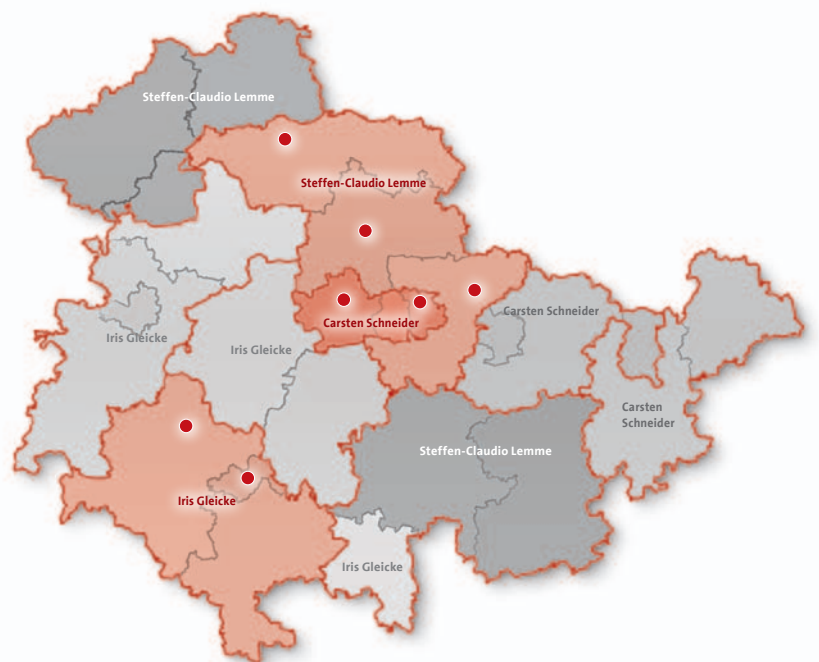 Steffen-Claudio Lemme
Steffen-Claudio Lemme
Carsten Schneider
Carsten Schneider
Iris Gleicke
Iris Gleicke
Carsten
Schneider
Steffen-Claudio Lemme
Iris Gleicke
Iris Gleicke